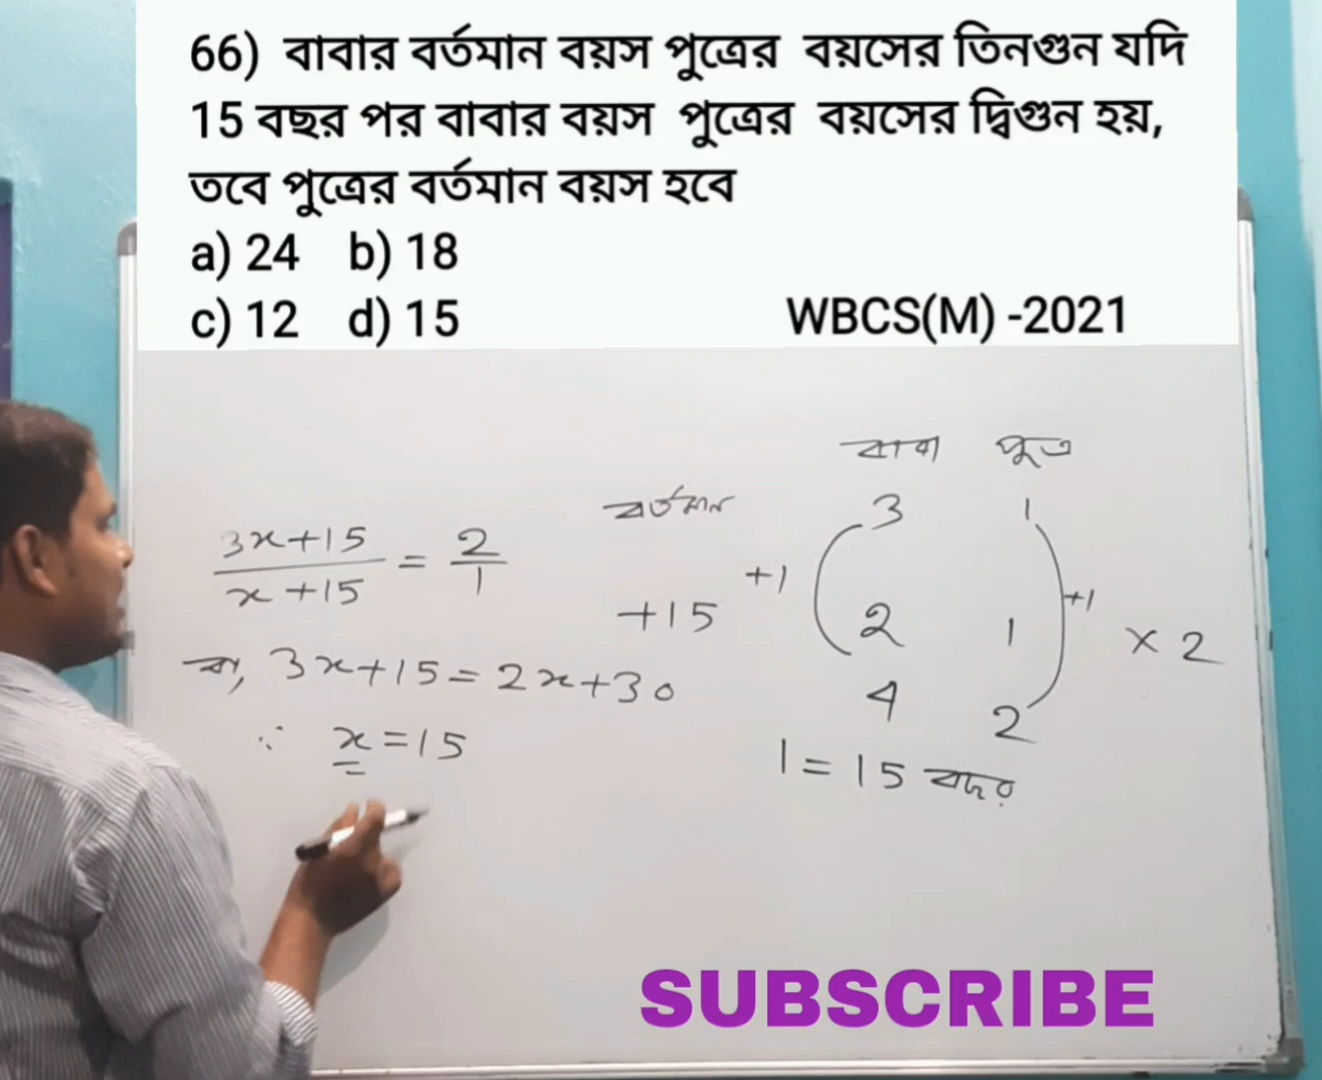 66) বাবার বর্তমান বয়স পুত্রের বয়সের তিনগুন যদি
15 বছর পর বাবার বয়স পুত্রের বয়সের দ্বিগুন হয়,
তবে পুত্রের বর্তমান বয়স হবে
a) 24 b) 18
c) 12 d) 15 WBCS(M) -2021
বাবা পুত্র
বর্তমান 3 1
3x+15 / x+15 = 2/1
+1 +1
+15 2 1 × 2
বা, 3x+15 = 2x+30
4 2
∵ x = 15
1 = 15 বছর
SUBSCRIBE